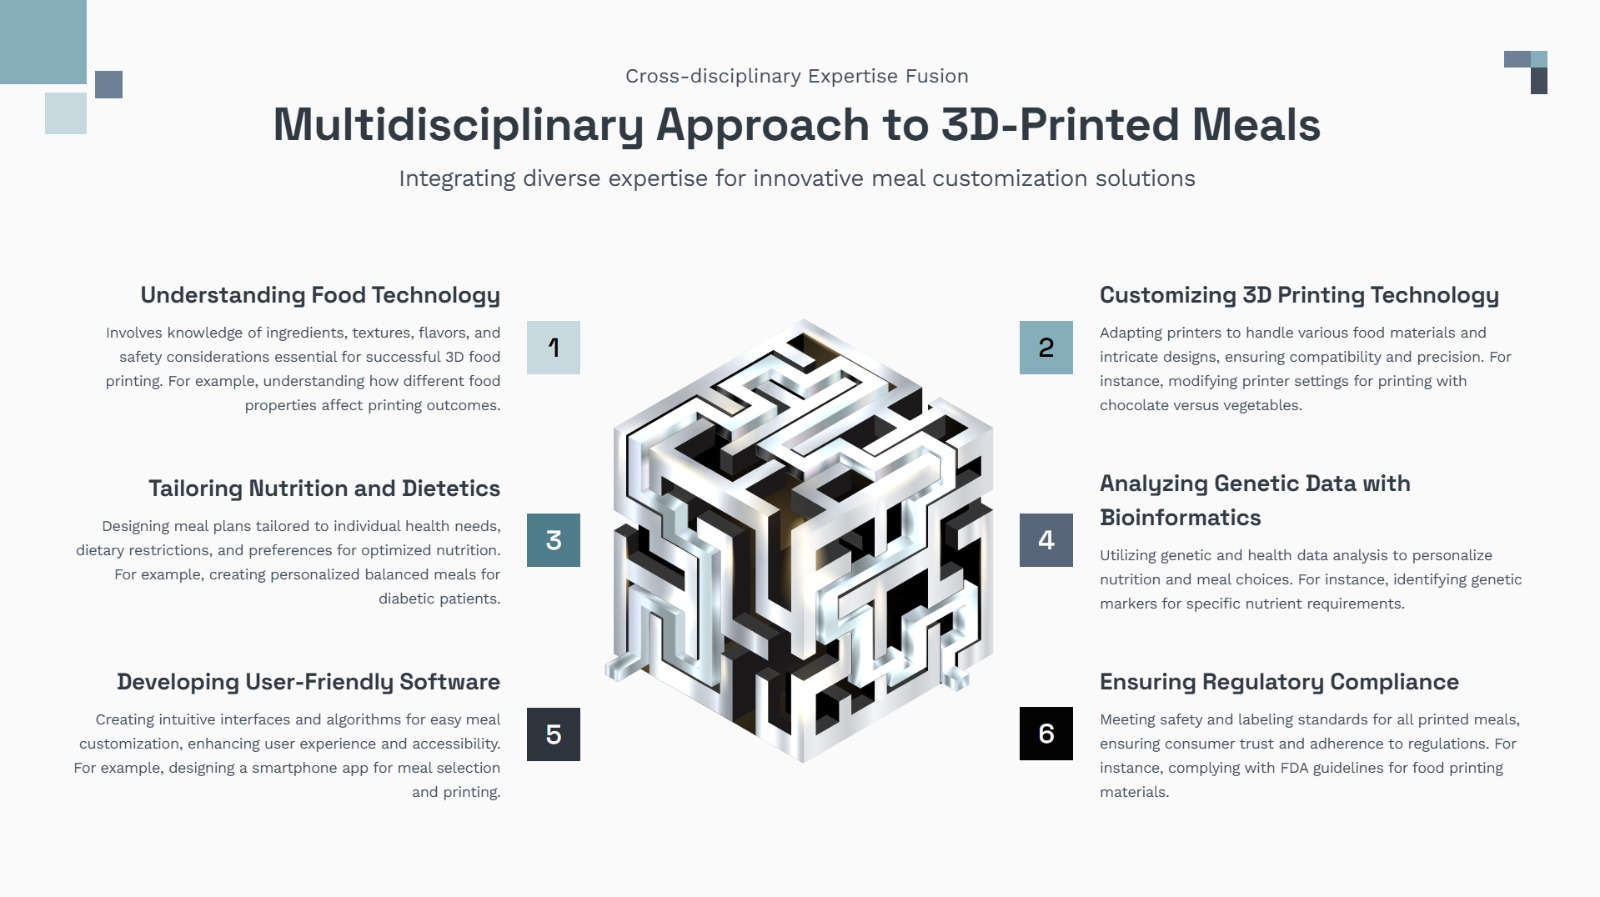 Cross-disciplinary Expertise Fusion
Multidisciplinary Approach to 3D-Printed Meals
Integrating diverse expertise for innovative meal customization solutions
Understanding Food Technology
Involves knowledge of ingredients, textures, flavors, and
safety considerations essential for successful 3D food
printing. For example, understanding how different food
properties affect printing outcomes.
1
2
Customizing 3D Printing Technology
Adapting printers to handle various food materials and
intricate designs, ensuring compatibility and precision. For
instance, modifying printer settings for printing with
chocolate versus vegetables.
Tailoring Nutrition and Dietetics
Designing meal plans tailored to individual health needs,
dietary restrictions, and preferences for optimized nutrition.
For example, creating personalized balanced meals for
diabetic patients.
3
4
Analyzing Genetic Data with
Bioinformatics
Utilizing genetic and health data analysis to personalize
nutrition and meal choices. For instance, identifying genetic
markers for specific nutrient requirements.
Developing User-Friendly Software
Creating intuitive interfaces and algorithms for easy meal
customization, enhancing user experience and accessibility.
For example, designing a smartphone app for meal selection
and printing.
5
6
Ensuring Regulatory Compliance
Meeting safety and labeling standards for all printed meals,
ensuring consumer trust and adherence to regulations. For
instance, complying with FDA guidelines for food printing
materials.